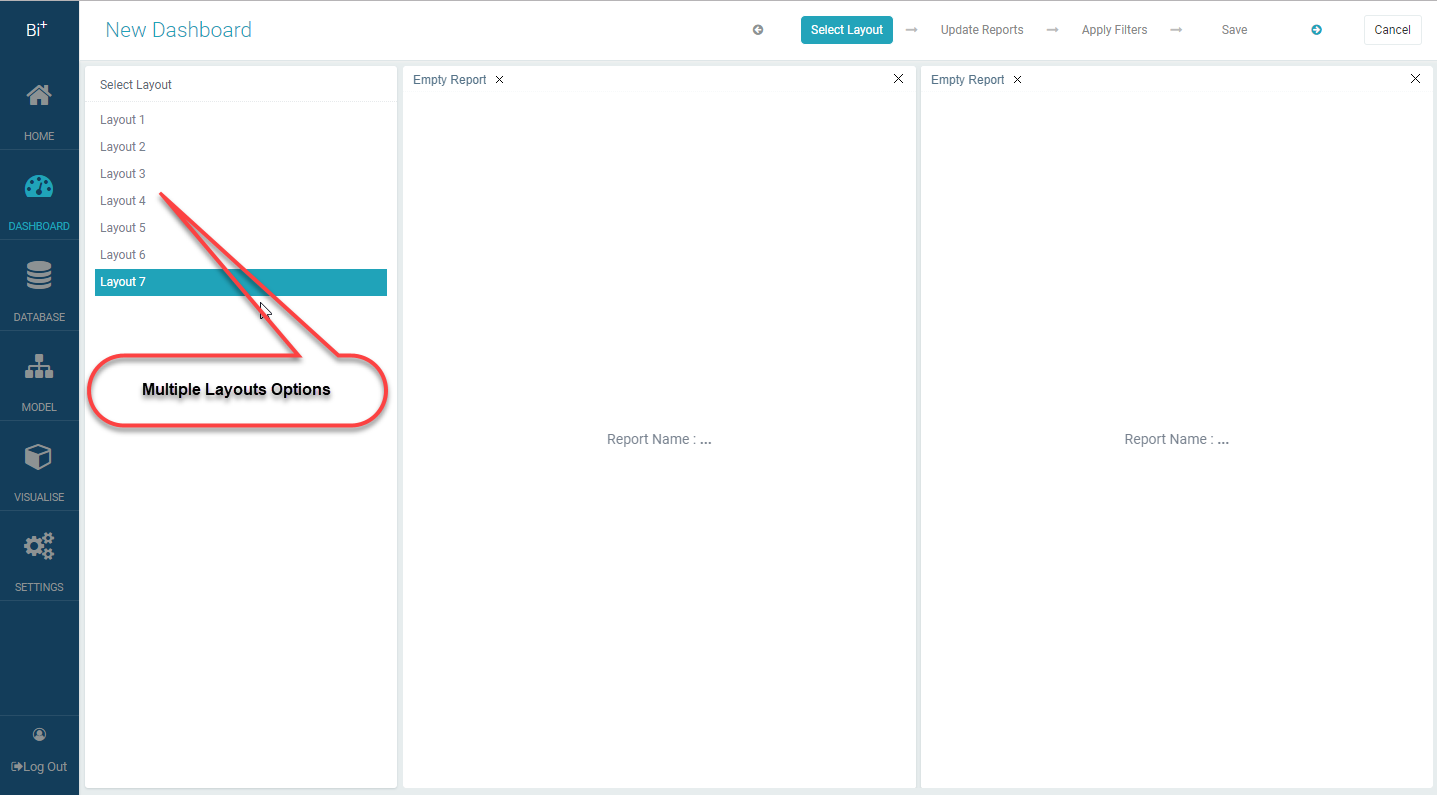 Bi+
New Dashboard
Select Layout
Update Reports
Apply Filters
Save
Cancel
HOME
DASHBOARD
DATABASE
MODEL
VISUALISE
SETTINGS
Log Out
Select Layout
Layout 1
Layout 2
Layout 3
Layout 4
Layout 5
Layout 6
Layout 7
Multiple Layouts Options
Empty Report
Report Name : ...
Empty Report
Report Name : ...